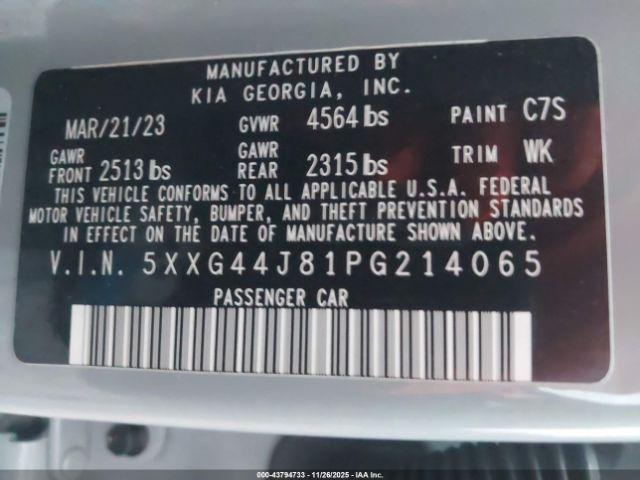 MANUFACTURED BY
KIA GEORGIA, INC.
MAR/21/23 GVWR 4564 lbs PAINT C7S
GAWR FRONT 2513 lbs GAWR REAR 2315 lbs TRIM WK
THIS VEHICLE CONFORMS TO ALL APPLICABLE U.S.A. FEDERAL
MOTOR VEHICLE SAFETY, BUMPER, AND THEFT PREVENTION STANDARDS
IN EFFECT ON THE DATE OF MANUFACTURE SHOWN ABOVE.
V.I.N. 5XXG44J81PG214065
PASSENGER CAR
000-43794733 - 11/26/2025 - IAA Inc.